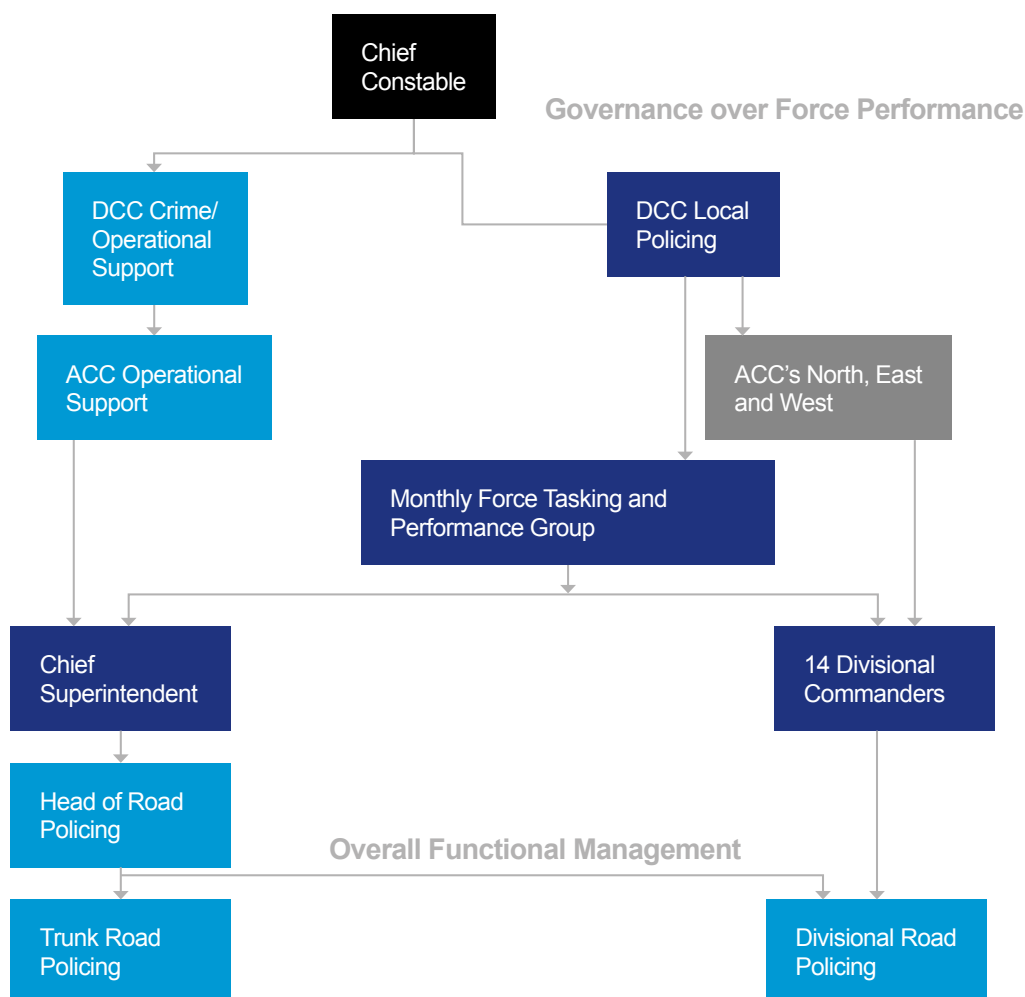 Chief
Constable
Governance over Force Performance
DCC Crime/
Operational
Support
DCC Local
Policing
ACC Operational
Support
ACC's North, East
and West
Monthly Force Tasking and
Performance Group
Chief
Superintendent
14 Divisional
Commanders
Head of Road
Policing
Overall Functional Management
Trunk Road
Policing
Divisional Road
Policing